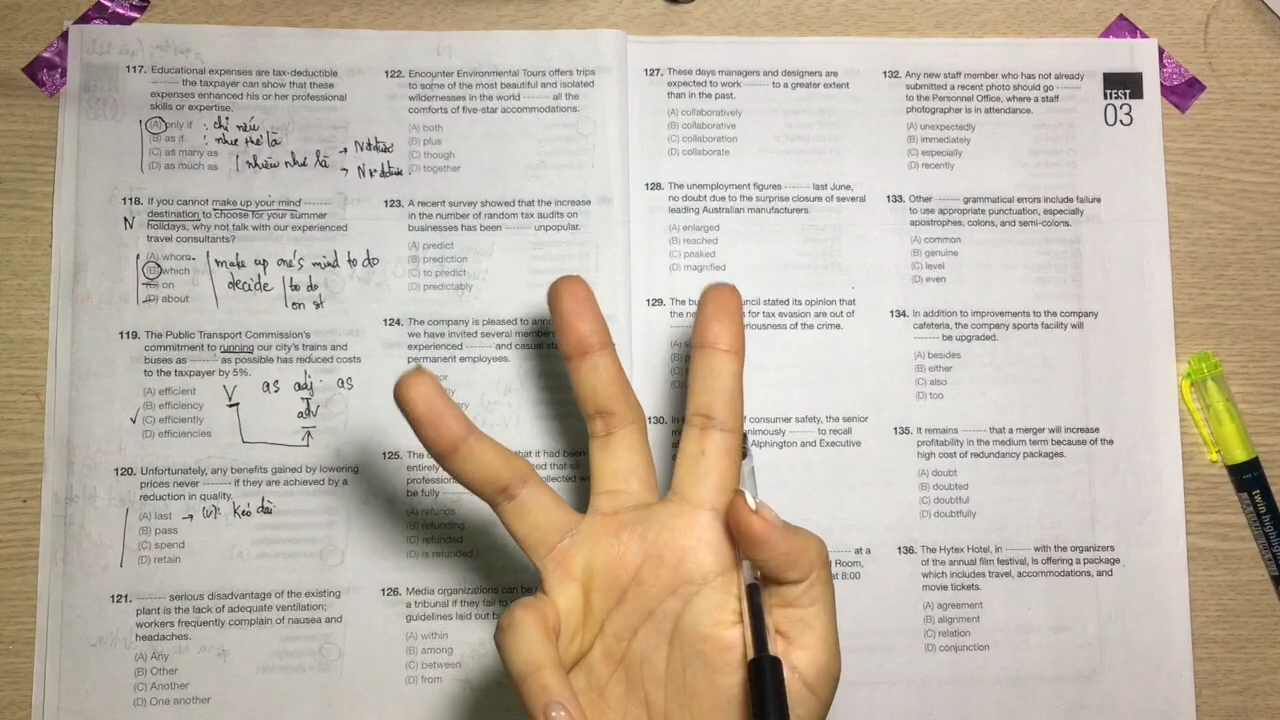 117. Educational expenses are tax-deductible
------- the taxpayer can show that these
expenses enhanced his or her professional
skills or expertise.
(A) only if : chỉ nếu
(B) as if : như thể là
(C) as many as
(D) as much as
nhiều như là
118. If you cannot make up your mind -------
destination to choose for your summer
N holidays, why not talk with our experienced
travel consultants?
(A) whom
(B) which
(C) on
(D) about
make up one's mind to do
decide to do
on st
119. The Public Transport Commission's
commitment to running our city's trains and
buses as ------- as possible has reduced costs
to the taxpayer by 5%.
(A) efficient
(B) efficiency
(C) efficiently
(D) efficiencies
V as adj as
adv
120. Unfortunately, any benefits gained by lowering
prices never ------- if they are achieved by a
reduction in quality.
(A) last → (v): kéo dài
(B) pass
(C) spend
(D) retain
121. ------- serious disadvantage of the existing
plant is the lack of adequate ventilation;
workers frequently complain of nausea and
headaches.
(A) Any
(B) Other
(C) Another
(D) One another
122. Encounter Environmental Tours offers trips
to some of the most beautiful and isolated
wildernesses in the world ------- all the
comforts of five-star accommodations.
(A) both
(B) plus
(C) though
(D) together
123. A recent survey showed that the increase
in the number of random tax audits on
businesses has been ------- unpopular.
(A) predict
(B) prediction
(C) to predict
(D) predictably
124. The company is pleased to
we have invited several members
experienced ------- and casual
permanent employees.
125. The that it had been
entirely that all
be fully
(A) refunds
(B) refunding
(C) refunded
(D) is refunded
126. Media organizations can be
a tribunal if they fail to
guidelines laid out
(A) within
(B) among
(C) between
(D) from
127. These days managers and designers are
expected to work ------- to a greater extent
than in the past.
(A) collaboratively
(B) collaborative
(C) collaboration
(D) collaborate
128. The unemployment figures ------- last June,
no doubt due to the surprise closure of several
leading Australian manufacturers.
(A) enlarged
(B) reached
(C) peaked
(D) magnified
129. The stated its opinion that
the for tax evasion are out of
of the crime.
130. consumer safety, the senior
------- to recall
Alphington and Executive
------- at a
Room,
at 8:00
132. Any new staff member who has not already
submitted a recent photo should go -------
to the Personnel Office, where a staff
photographer is in attendance.
(A) unexpectedly
(B) immediately
(C) especially
(D) recently
133. Other ------- grammatical errors include failure
to use appropriate punctuation, especially
apostrophes, colons, and semi-colons.
(A) common
(B) genuine
(C) level
(D) even
134. In addition to improvements to the company
cafeteria, the company sports facility will
------- be upgraded.
(A) besides
(B) either
(C) also
(D) too
135. It remains ------- that a merger will increase
profitability in the medium term because of the
high cost of redundancy packages.
(A) doubt
(B) doubted
(C) doubtful
(D) doubtfully
136. The Hytex Hotel, in ------- with the organizers
of the annual film festival, is offering a package
which includes travel, accommodations, and
movie tickets.
(A) agreement
(B) alignment
(C) relation
(D) conjunction
TEST
03
twin